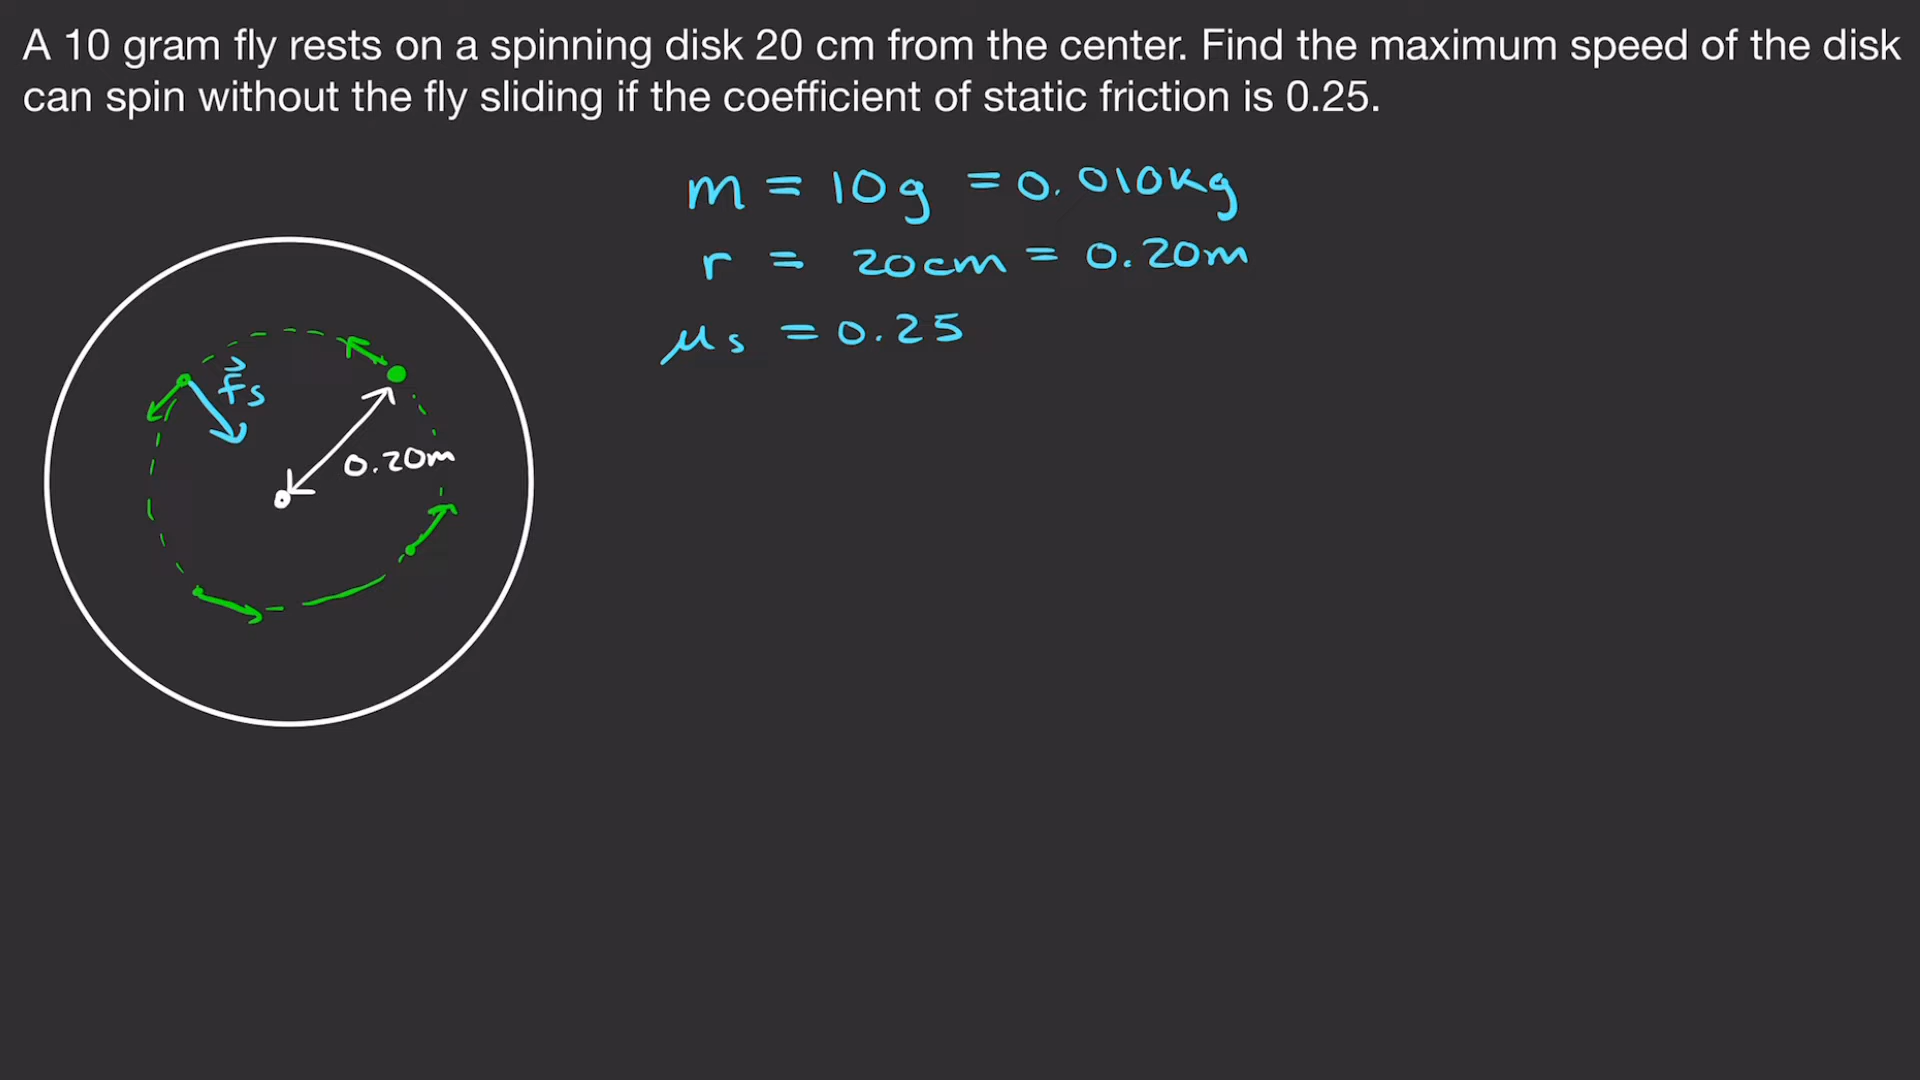 A 10 gram fly rests on a spinning disk 20 cm from the center. Find the maximum speed of the disk
can spin without the fly sliding if the coefficient of static friction is 0.25.
m = 10g = 0.010kg
r = 20cm = 0.20m
μs = 0.25
fs
0.20m